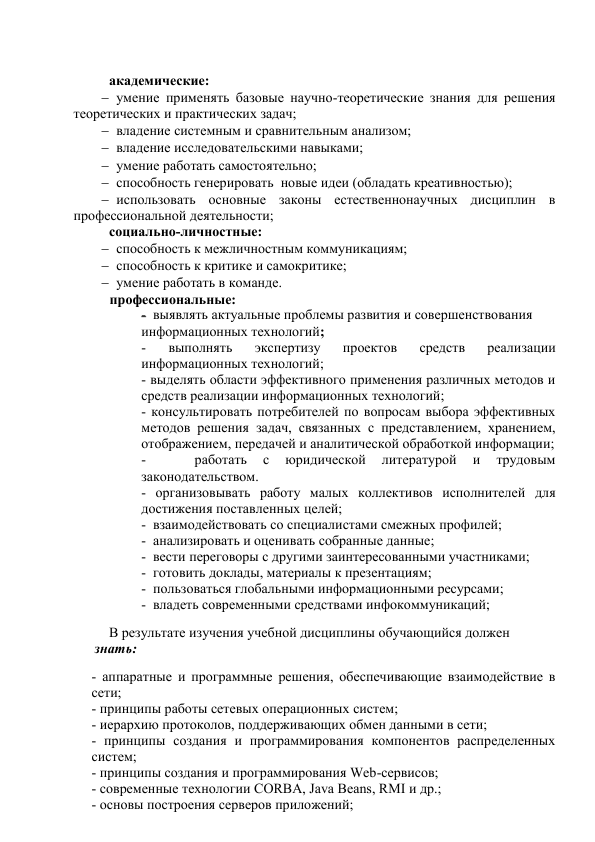 академические:
– умение применять базовые научно-теоретические знания для решения
теоретических и практических задач;
– владение системным и сравнительным анализом;
– владение исследовательскими навыками;
– умение работать самостоятельно;
– способность генерировать новые идеи (обладать креативностью);
– использовать основные законы естественнонаучных дисциплин в
профессиональной деятельности;
социально-личностные:
– способность к межличностным коммуникациям;
– способность к критике и самокритике;
– умение работать в команде.
профессиональные:
- выявлять актуальные проблемы развития и совершенствования
информационных технологий;
- выполнять экспертизу проектов средств реализации
информационных технологий;
- выделять области эффективного применения различных методов и
средств реализации информационных технологий;
- консультировать потребителей по вопросам выбора эффективных
методов решения задач, связанных с представлением, хранением,
отображением, передачей и аналитической обработкой информации;
- работать с юридической литературой и трудовым
законодательством.
- организовывать работу малых коллективов исполнителей для
достижения поставленных целей;
- взаимодействовать со специалистами смежных профилей;
- анализировать и оценивать собранные данные;
- вести переговоры с другими заинтересованными участниками;
- готовить доклады, материалы к презентациям;
- пользоваться глобальными информационными ресурсами;
- владеть современными средствами инфокоммуникаций;
В результате изучения учебной дисциплины обучающийся должен
знать:
- аппаратные и программные решения, обеспечивающие взаимодействие в
сети;
- принципы работы сетевых операционных систем;
- иерархию протоколов, поддерживающих обмен данными в сети;
- принципы создания и программирования компонентов распределенных
систем;
- принципы создания и программирования Web-сервисов;
- современные технологии CORBA, Java Beans, RMI и др.;
- основы построения серверов приложений;